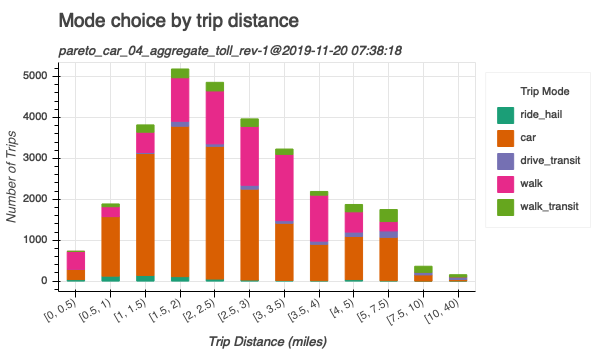 Mode choice by trip distance
pareto_car_04_aggregate_toll_rev-1@2019-11-20 07:38:18
Number of Trips
5000
4000
3000
2000
1000
0
[0, 0.5)
[0.5, 1)
[1, 1.5)
[1.5, 2)
[2, 2.5)
[2.5, 3)
[3, 3.5)
[3.5, 4)
[4, 5)
[5, 7.5)
[7.5, 10)
[10, 40)
Trip Distance (miles)
Trip Mode
ride_hail
car
drive_transit
walk
walk_transit